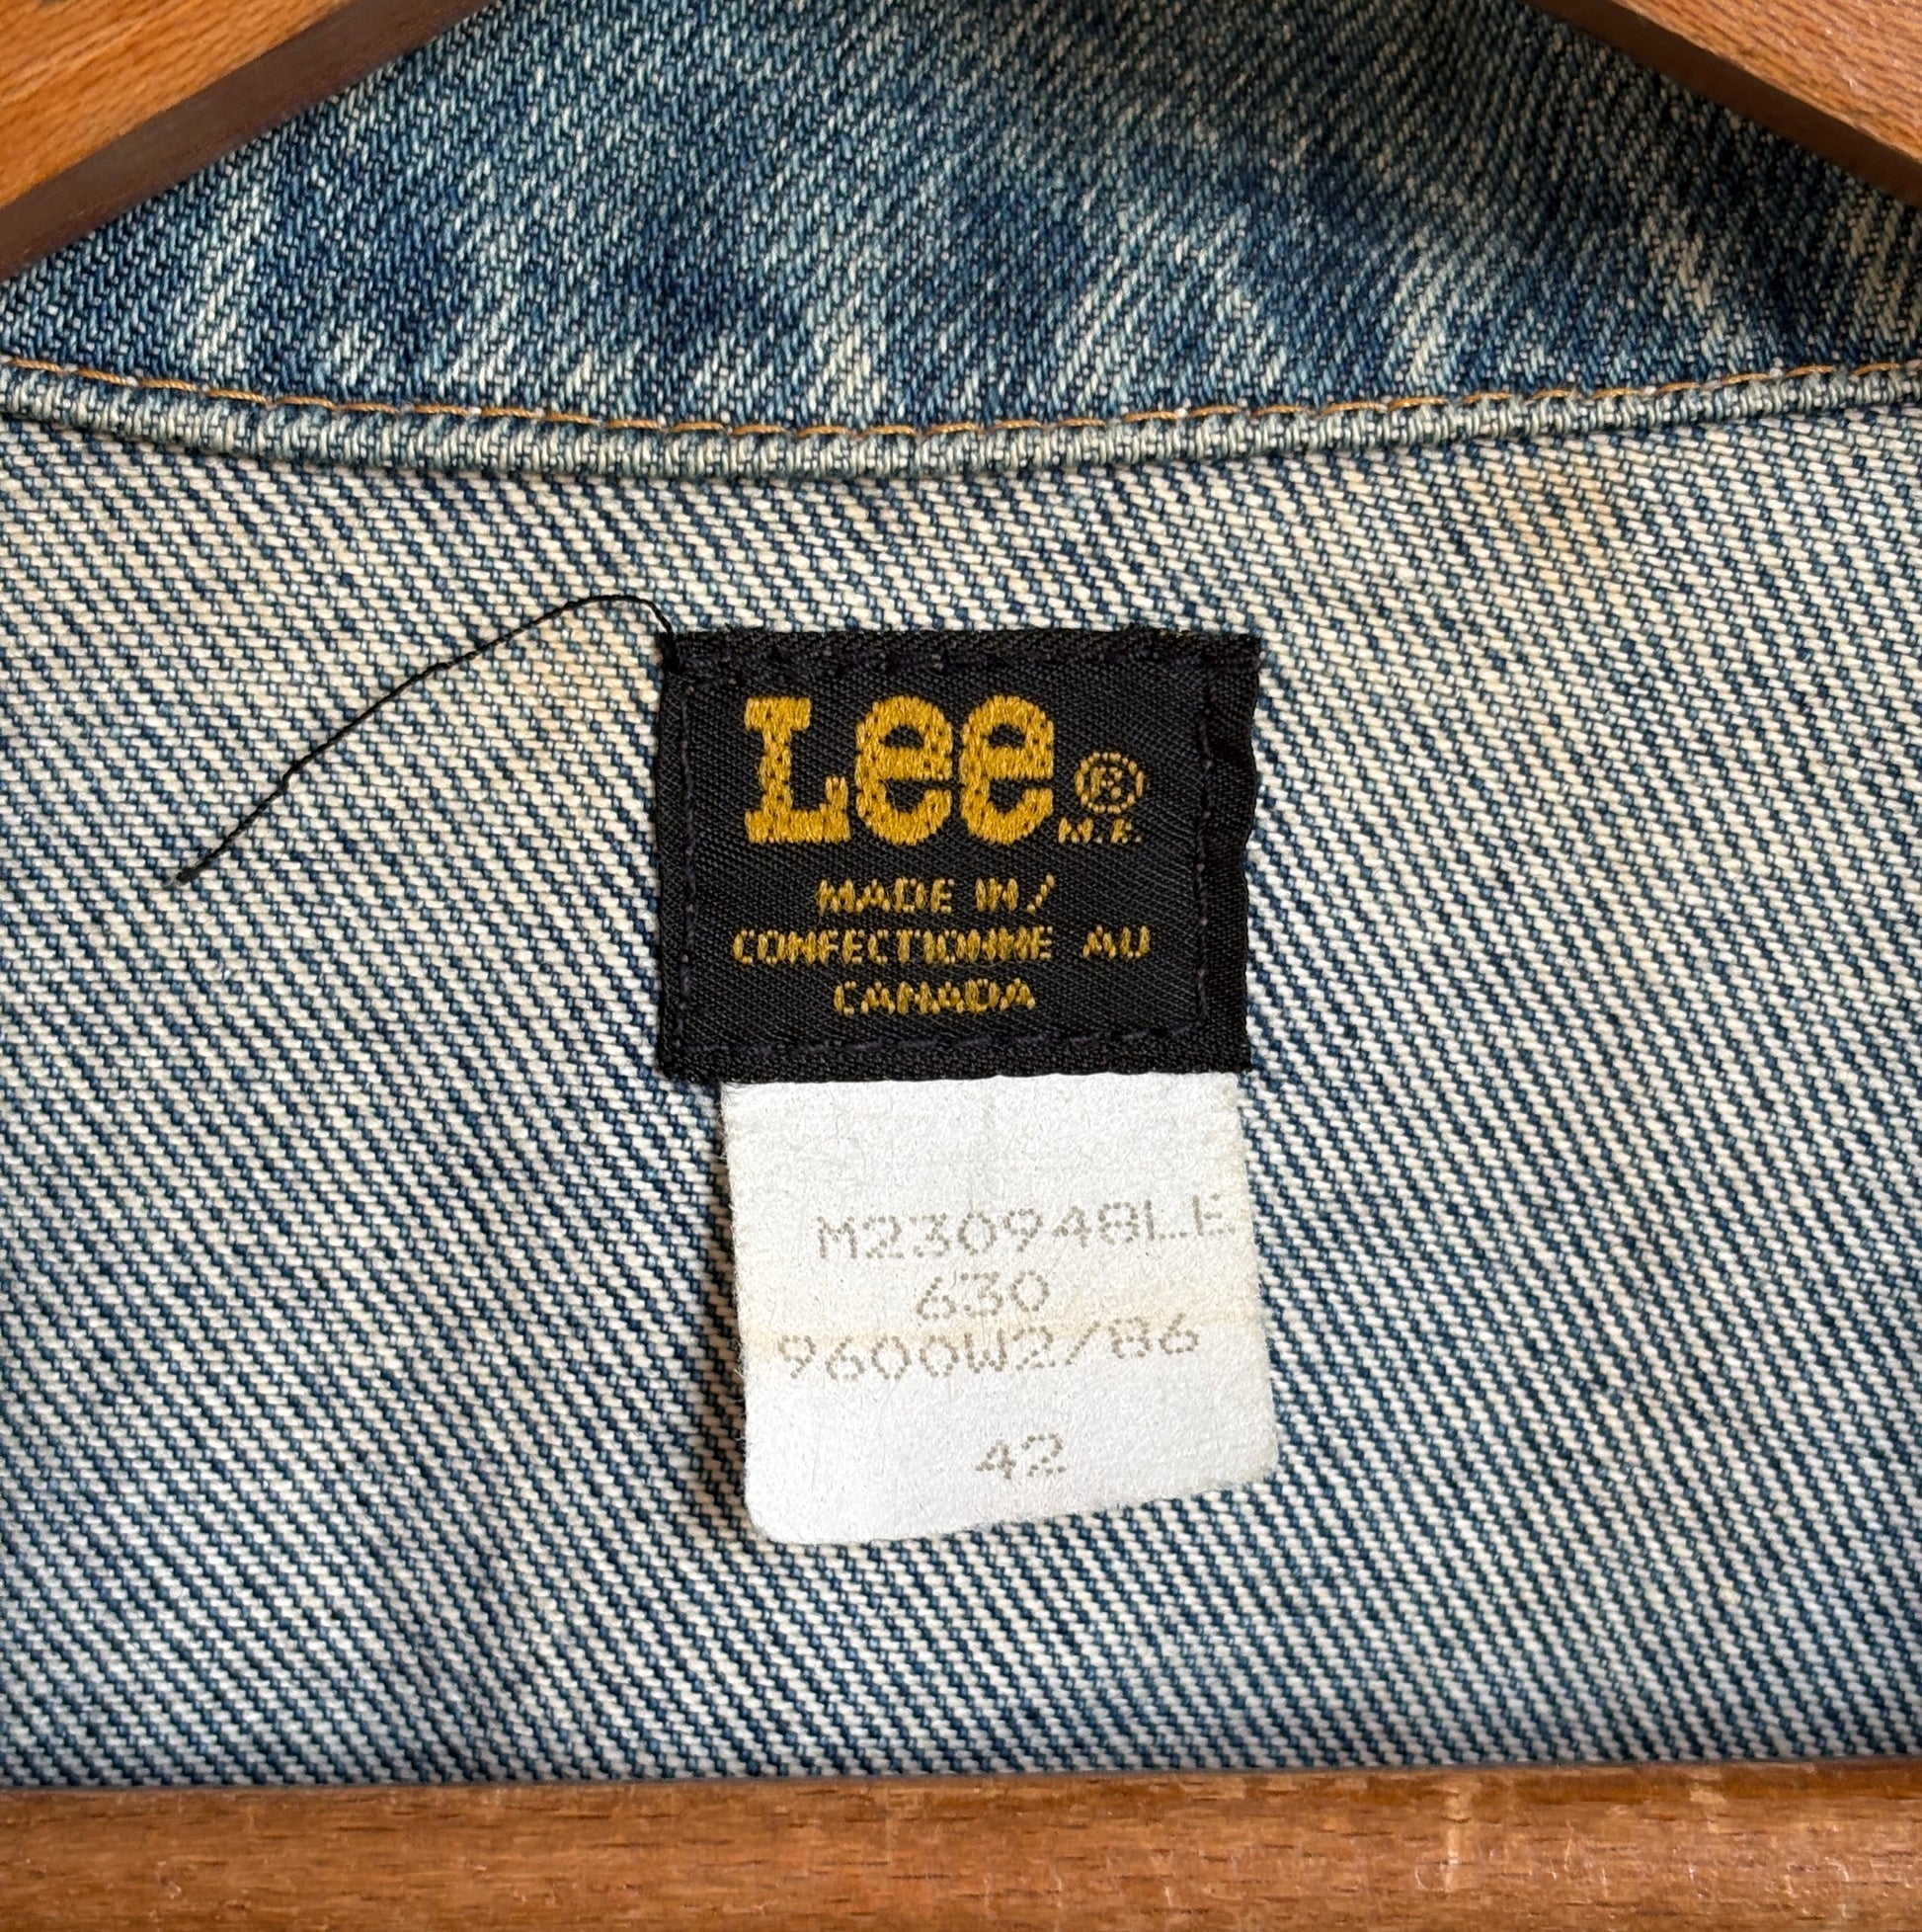 Lee ®
M.E.
MADE IN/
CONFECTIONNE AU
CANADA
M230948LE
630
9600W2/86
42